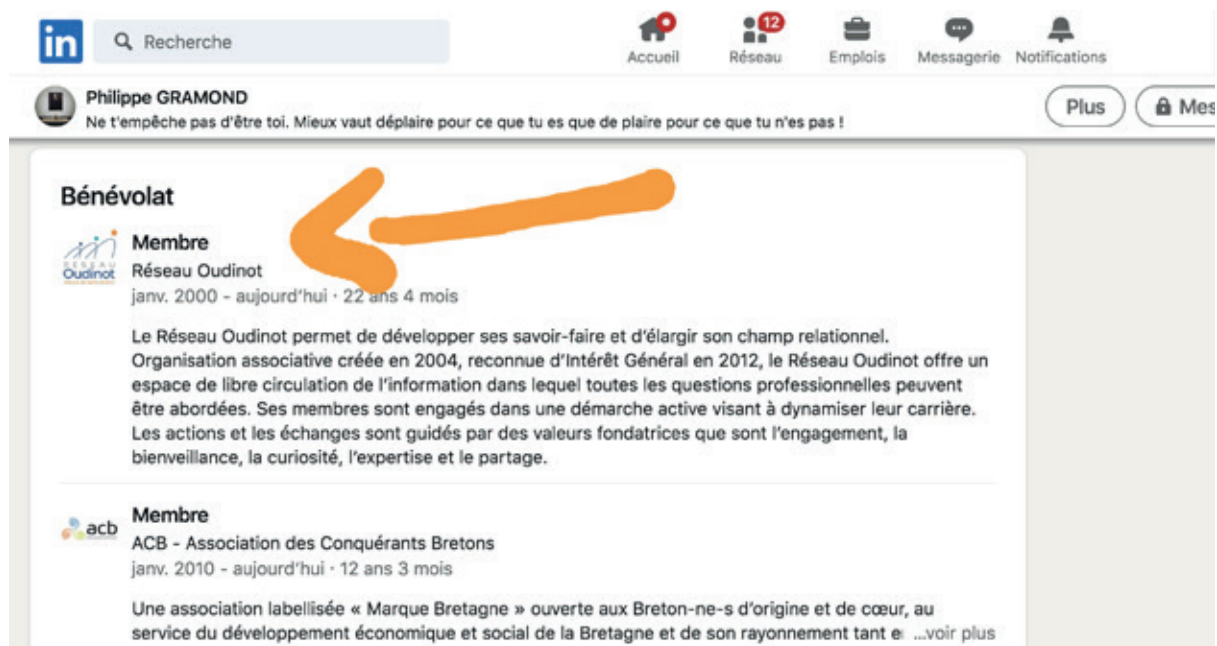 in
Recherche
Accueil
12
Réseau
Emplois
Messagerie
Notifications
Philippe GRAMOND
Ne t'empêche pas d'être toi. Mieux vaut déplaire pour ce que tu es que de plaire pour ce que tu n'es pas !
Plus
Mes
Bénévolat
RESEAU
Oudinot
Membre
Réseau Oudinot
janv. 2000 - aujourd'hui · 22 ans 4 mois
Le Réseau Oudinot permet de développer ses savoir-faire et d'élargir son champ relationnel.
Organisation associative créée en 2004, reconnue d'Intérêt Général en 2012, le Réseau Oudinot offre un
espace de libre circulation de l'information dans lequel toutes les questions professionnelles peuvent
être abordées. Ses membres sont engagés dans une démarche active visant à dynamiser leur carrière.
Les actions et les échanges sont guidés par des valeurs fondatrices que sont l'engagement, la
bienveillance, la curiosité, l'expertise et le partage.
acb
Membre
ACB - Association des Conquérants Bretons
janv. 2010 - aujourd'hui · 12 ans 3 mois
Une association labellisée « Marque Bretagne » ouverte aux Breton-ne-s d'origine et de cœur, au
service du développement économique et social de la Bretagne et de son rayonnement tant e ...voir plus